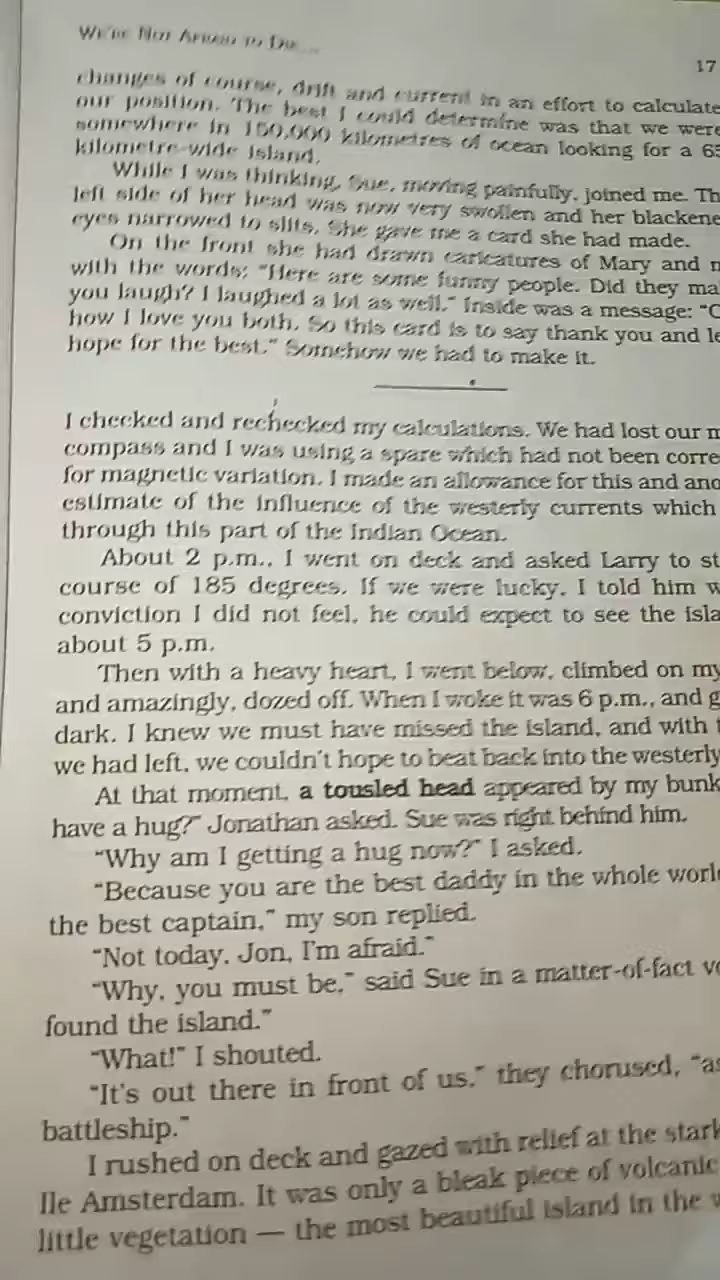 We're Not Afraid to Die...
17
changes of course, drift and current in an effort to calculate
our position. The best I could determine was that we were
somewhere in 150,000 kilometres of ocean looking for a 65
kilometre-wide island.
While I was thinking, Sue, moving painfully, joined me. Th
left side of her head was now very swollen and her blackene
eyes narrowed to slits. She gave me a card she had made.
On the front she had drawn caricatures of Mary and m
with the words: "Here are some funny people. Did they ma
you laugh? I laughed a lot as well." Inside was a message: "O
how I love you both. So this card is to say thank you and le
hope for the best." Somehow we had to make it.
I checked and rechecked my calculations. We had lost our m
compass and I was using a spare which had not been corre
for magnetic variation. I made an allowance for this and ano
estimate of the influence of the westerly currents which
through this part of the Indian Ocean.
About 2 p.m., I went on deck and asked Larry to st
course of 185 degrees. If we were lucky, I told him w
conviction I did not feel, he could expect to see the isla
about 5 p.m.
Then with a heavy heart, I went below, climbed on my
and amazingly, dozed off. When I woke it was 6 p.m., and g
dark. I knew we must have missed the island, and with t
we had left, we couldn't hope to beat back into the westerly
At that moment, a tousled head appeared by my bunk
have a hug?" Jonathan asked. Sue was right behind him.
"Why am I getting a hug now?" I asked.
"Because you are the best daddy in the whole worl
the best captain," my son replied.
"Not today, Jon, I'm afraid."
"Why, you must be," said Sue in a matter-of-fact vo
found the island."
"What!" I shouted.
"It's out there in front of us," they chorused, "as
battleship."
I rushed on deck and gazed with relief at the stark
Ile Amsterdam. It was only a bleak piece of volcanic
little vegetation — the most beautiful island in the w